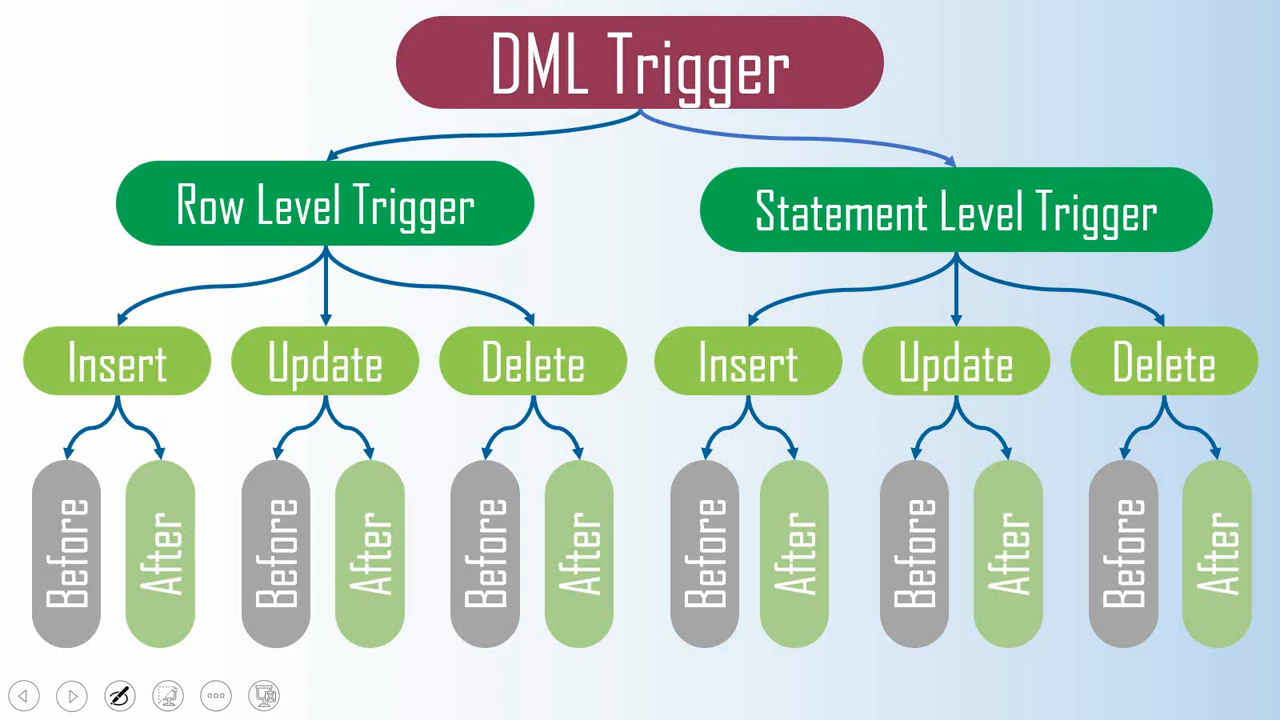 DML Trigger
Row Level Trigger
Statement Level Trigger
Insert
Update
Delete
Insert
Update
Delete
Before
After
Before
After
Before
After
Before
After
Before
After
Before
After